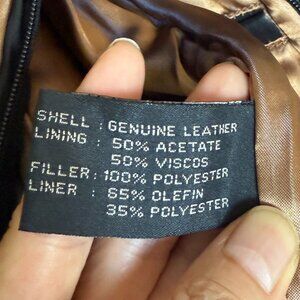 SHELL : GENUINE LEATHER
LINING : 50% ACETATE
50% VISCOS
FILLER: 100% POLYESTER
LINER : 65% OLEFIN
35% POLYESTER